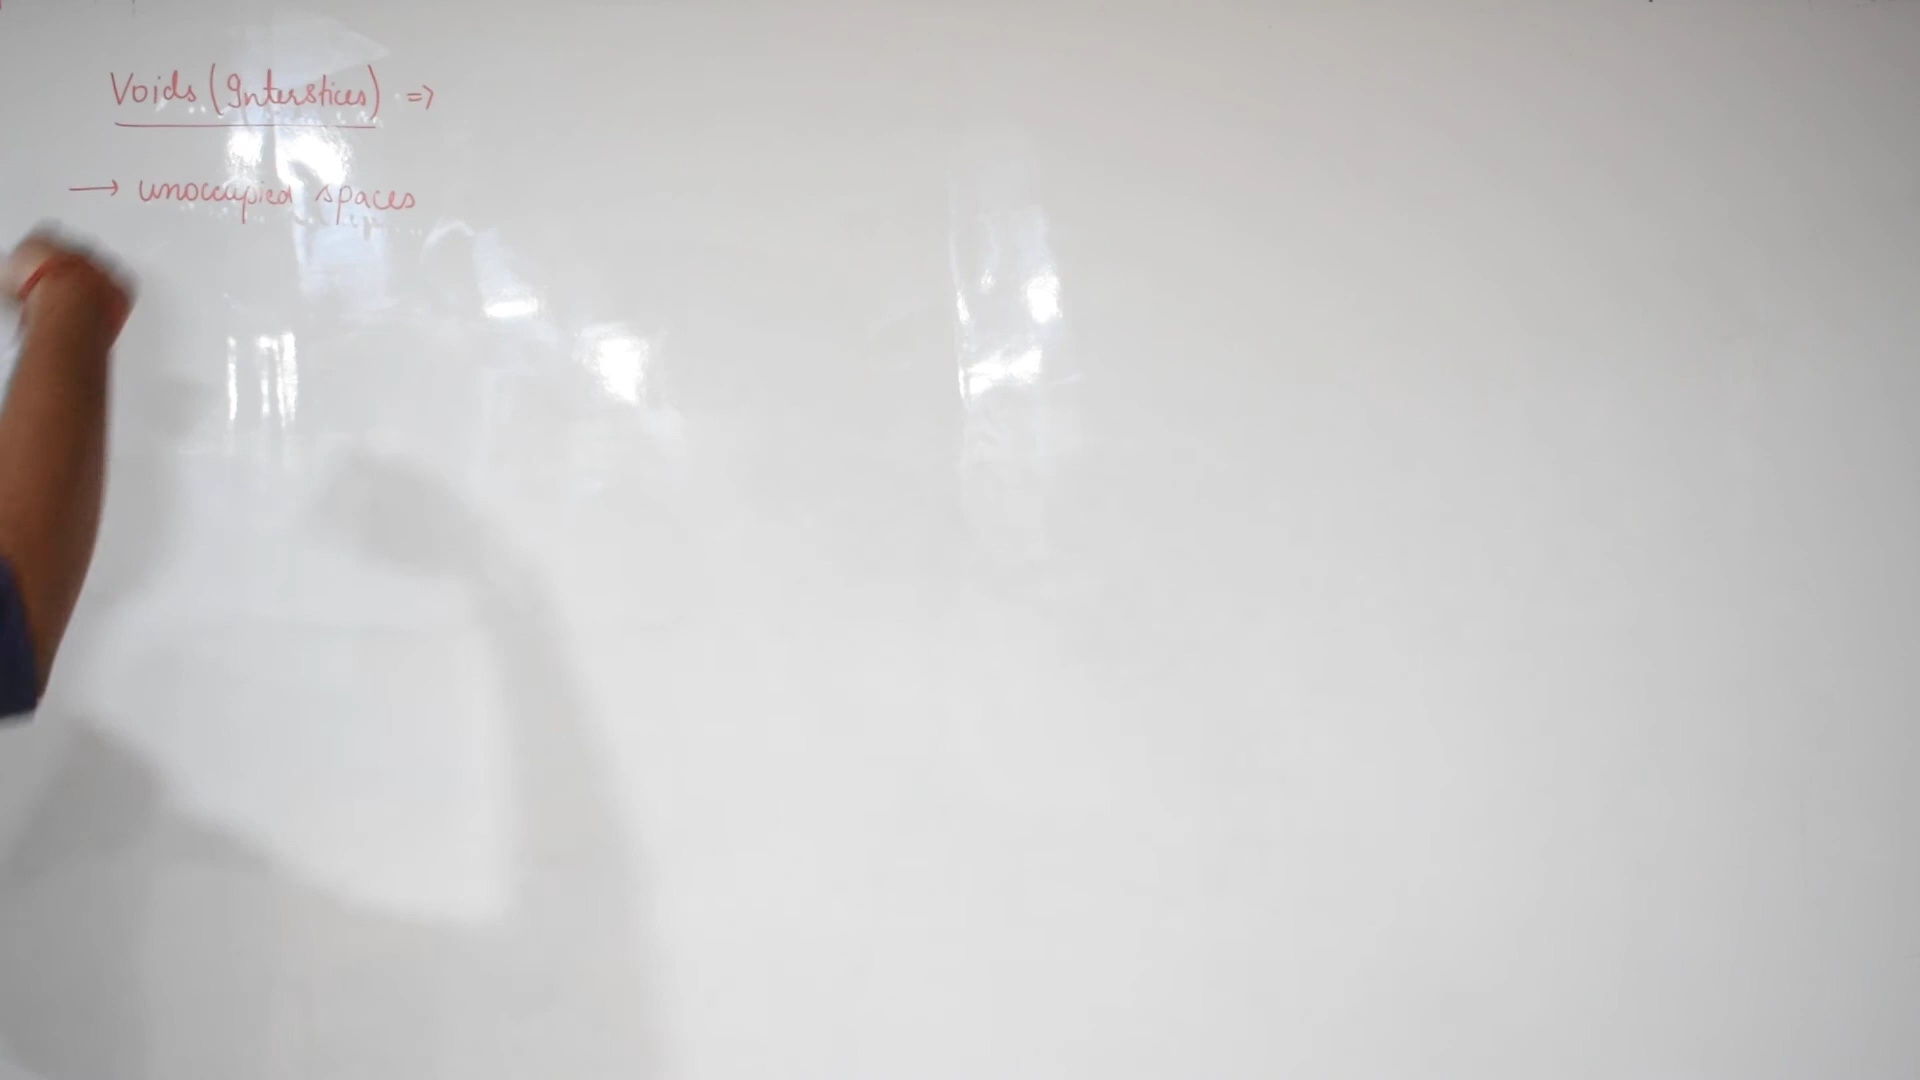 Voids (Interstices) =>
→ unoccupied spaces